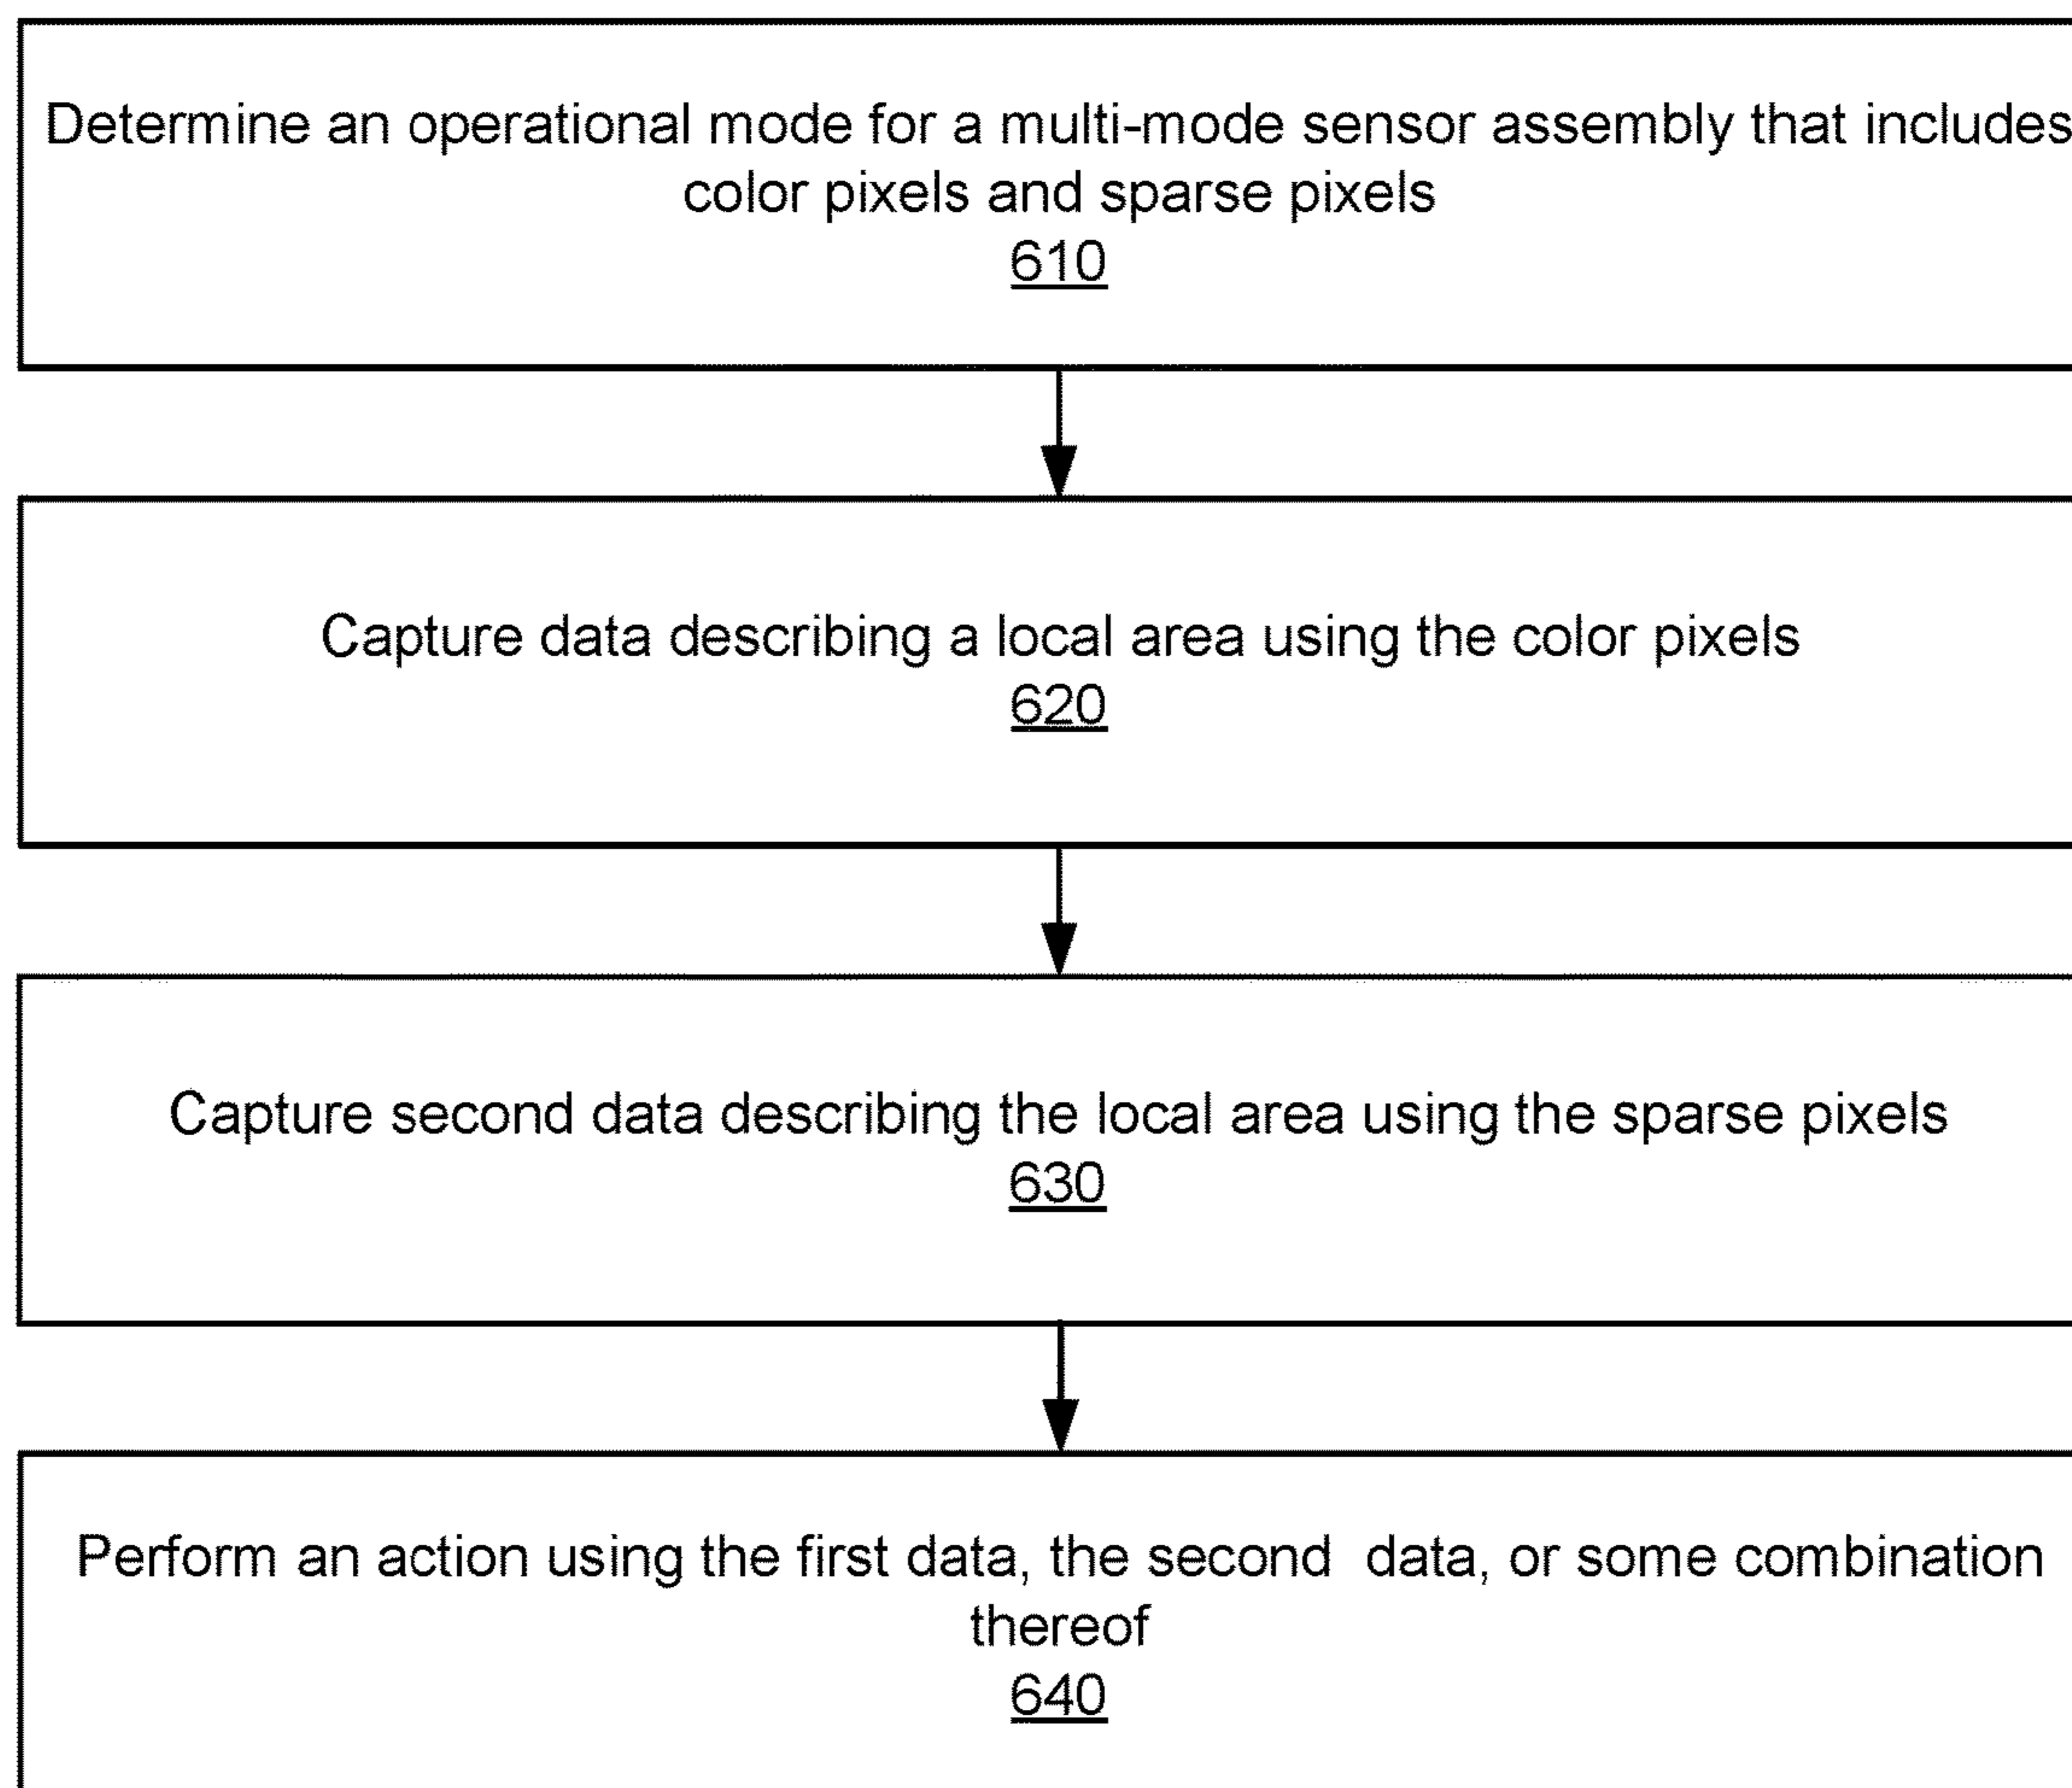 Determine an operational mode for a multi-mode sensor assembly that includes
color pixels and sparse pixels
610
Capture data describing a local area using the color pixels
620
Capture second data describing the local area using the sparse pixels
630
Perform an action using the first data, the second data, or some combination
thereof
640